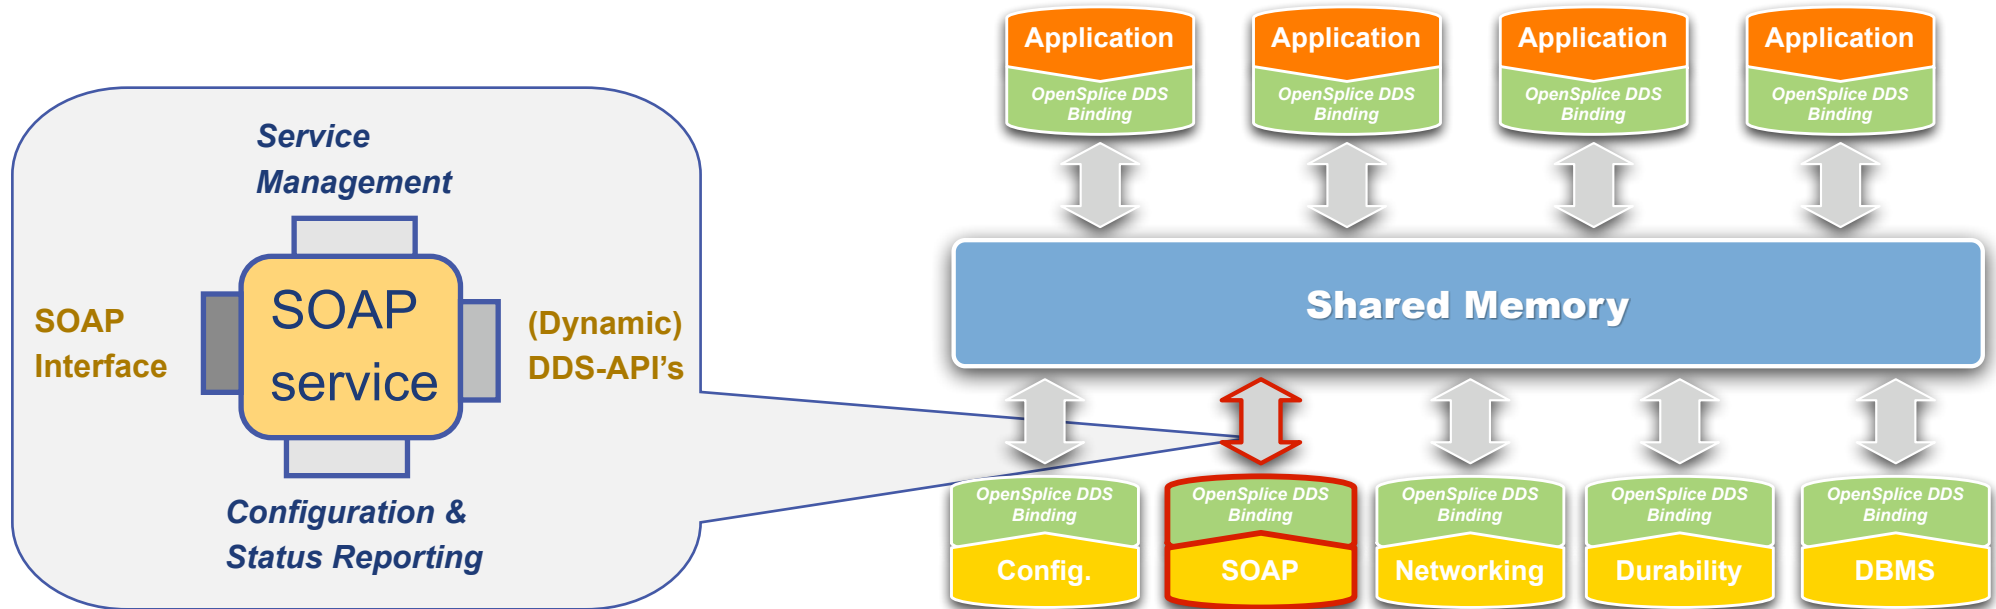 Service
Management
SOAP
Interface
SOAP
service
(Dynamic)
DDS-API's
Configuration &
Status Reporting
Application
OpenSplice DDS
Binding
Application
OpenSplice DDS
Binding
Application
OpenSplice DDS
Binding
Application
OpenSplice DDS
Binding
Shared Memory
OpenSplice DDS
Binding
Config.
OpenSplice DDS
Binding
SOAP
OpenSplice DDS
Binding
Networking
OpenSplice DDS
Binding
Durability
OpenSplice DDS
Binding
DBMS